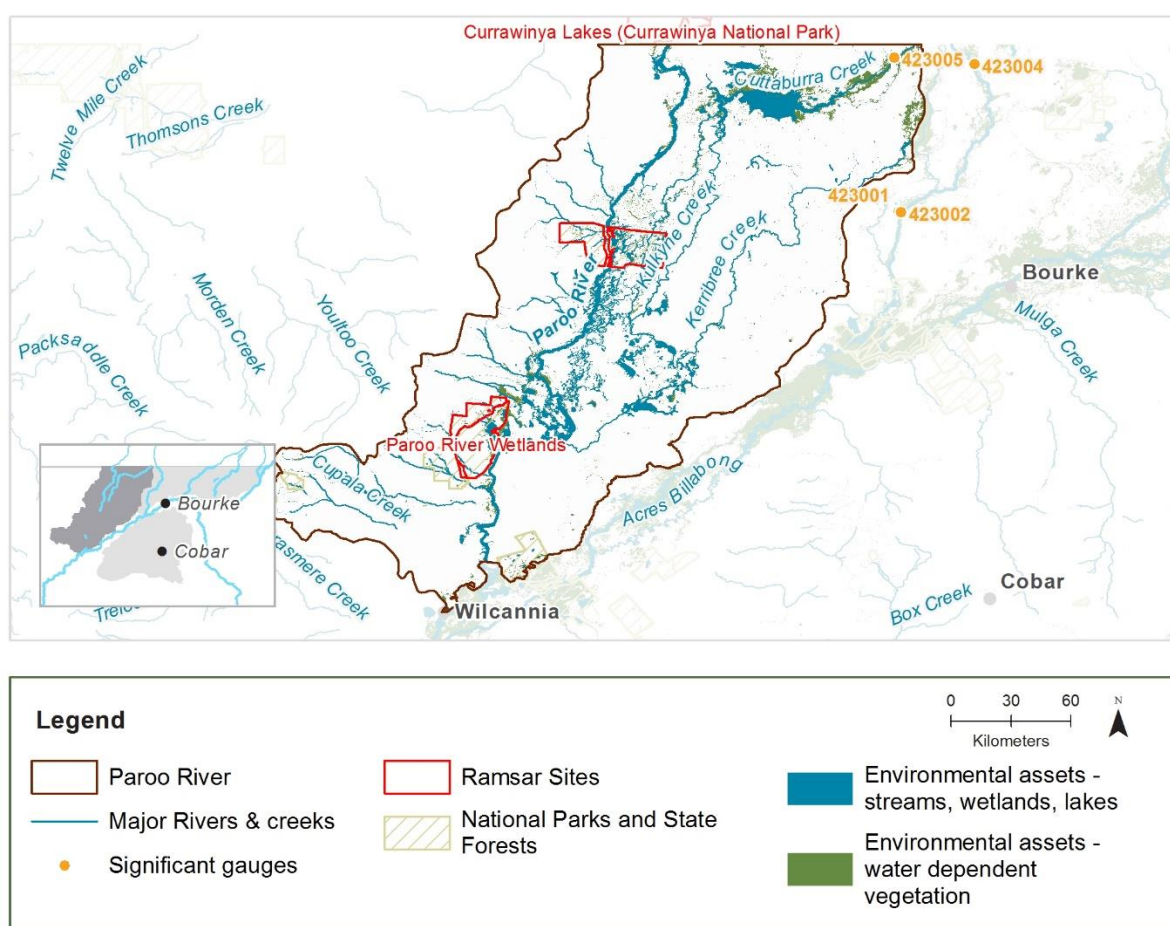 Currawinya Lakes (Currawinya National Park)
423005
423004
Cuttaburra Creek
Twelve Mile Creek
Thomsons Creek
423001
423002
Kulkyne Creek
Kerribree Creek
Paroo River
Bourke
Mulga Creek
Morden Creek
Youltoo Creek
Packsaddle Creek
Paroo River Wetlands
Cupala Creek
Acres Billabong
Bourke
Cobar
Creek
Wilcannia
Box Creek
Cobar
Legend
0 30 60
Kilometers
N
Paroo River
Major Rivers & creeks
Significant gauges
Ramsar Sites
National Parks and State
Forests
Environmental assets -
streams, wetlands, lakes
Environmental assets -
water dependent
vegetation